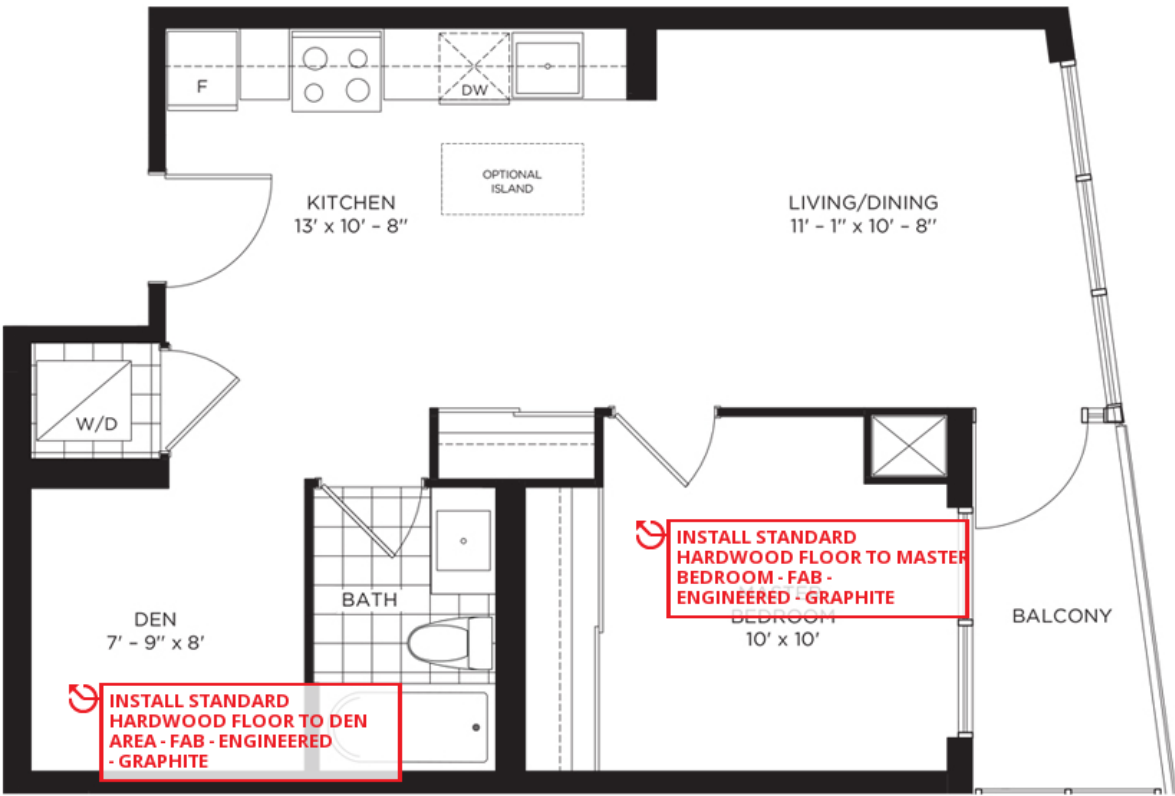 F
DW
OPTIONAL
ISLAND
KITCHEN
13' x 10' - 8"
LIVING/DINING
11' - 1" x 10' - 8"
W/D
INSTALL STANDARD
HARDWOOD FLOOR TO MASTER
BEDROOM - FAB -
ENGINEERED - GRAPHITE
MASTER
BEDROOM
10' x 10'
BATH
BALCONY
DEN
7' - 9" x 8'
INSTALL STANDARD
HARDWOOD FLOOR TO DEN
AREA - FAB - ENGINEERED
- GRAPHITE